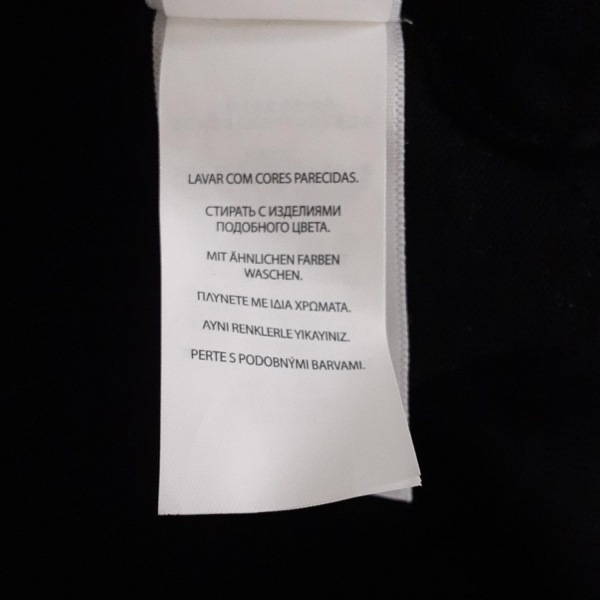 LAVAR COM CORES PARECIDAS.
СТИРАТЬ С ИЗДЕЛИЯМИ
ПОДОБНОГО ЦВЕТА.
MIT ÄHNLICHEN FARBEN
WASCHEN.
ΠΛΥΝΕΤΕ ΜΕ ΙΔΙΑ ΧΡΩΜΑΤΑ.
AYNI RENKLERLE YIKAYINIZ.
PERTE S PODOBNÝMI BARVAMI.